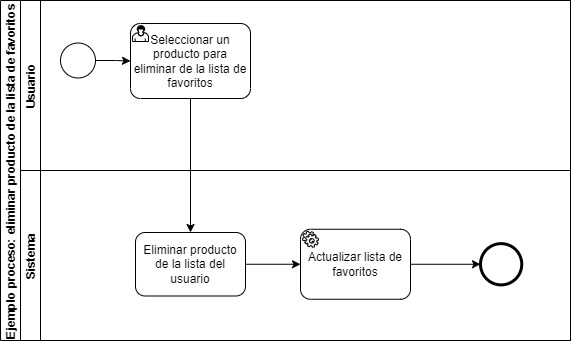 Ejemplo proceso: eliminar producto de la lista de favoritos
Usuario
Seleccionar un
producto para
eliminar de la lista de
favoritos
Sistema
Eliminar producto
de la lista del
usuario
Actualizar lista de
favoritos